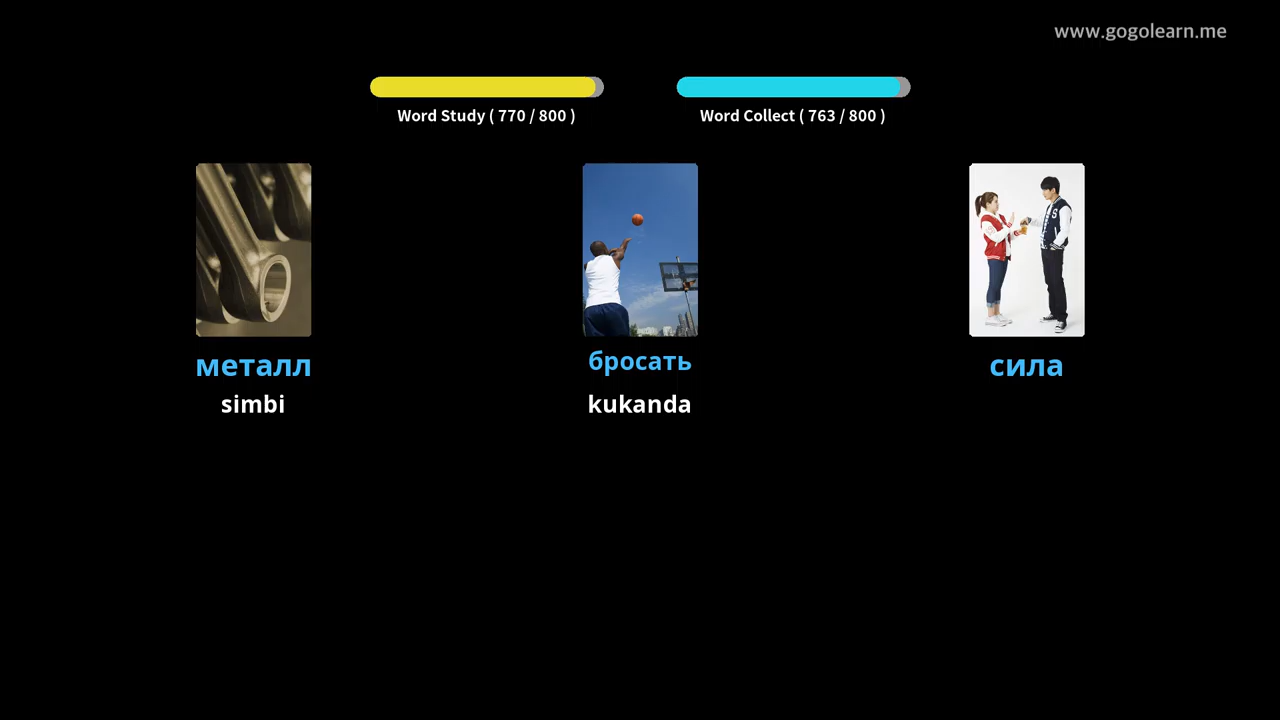 www.gogolearn.me
Word Study ( 770 / 800 )
Word Collect ( 763 / 800 )
металл
simbi
бросать
kukanda
сила